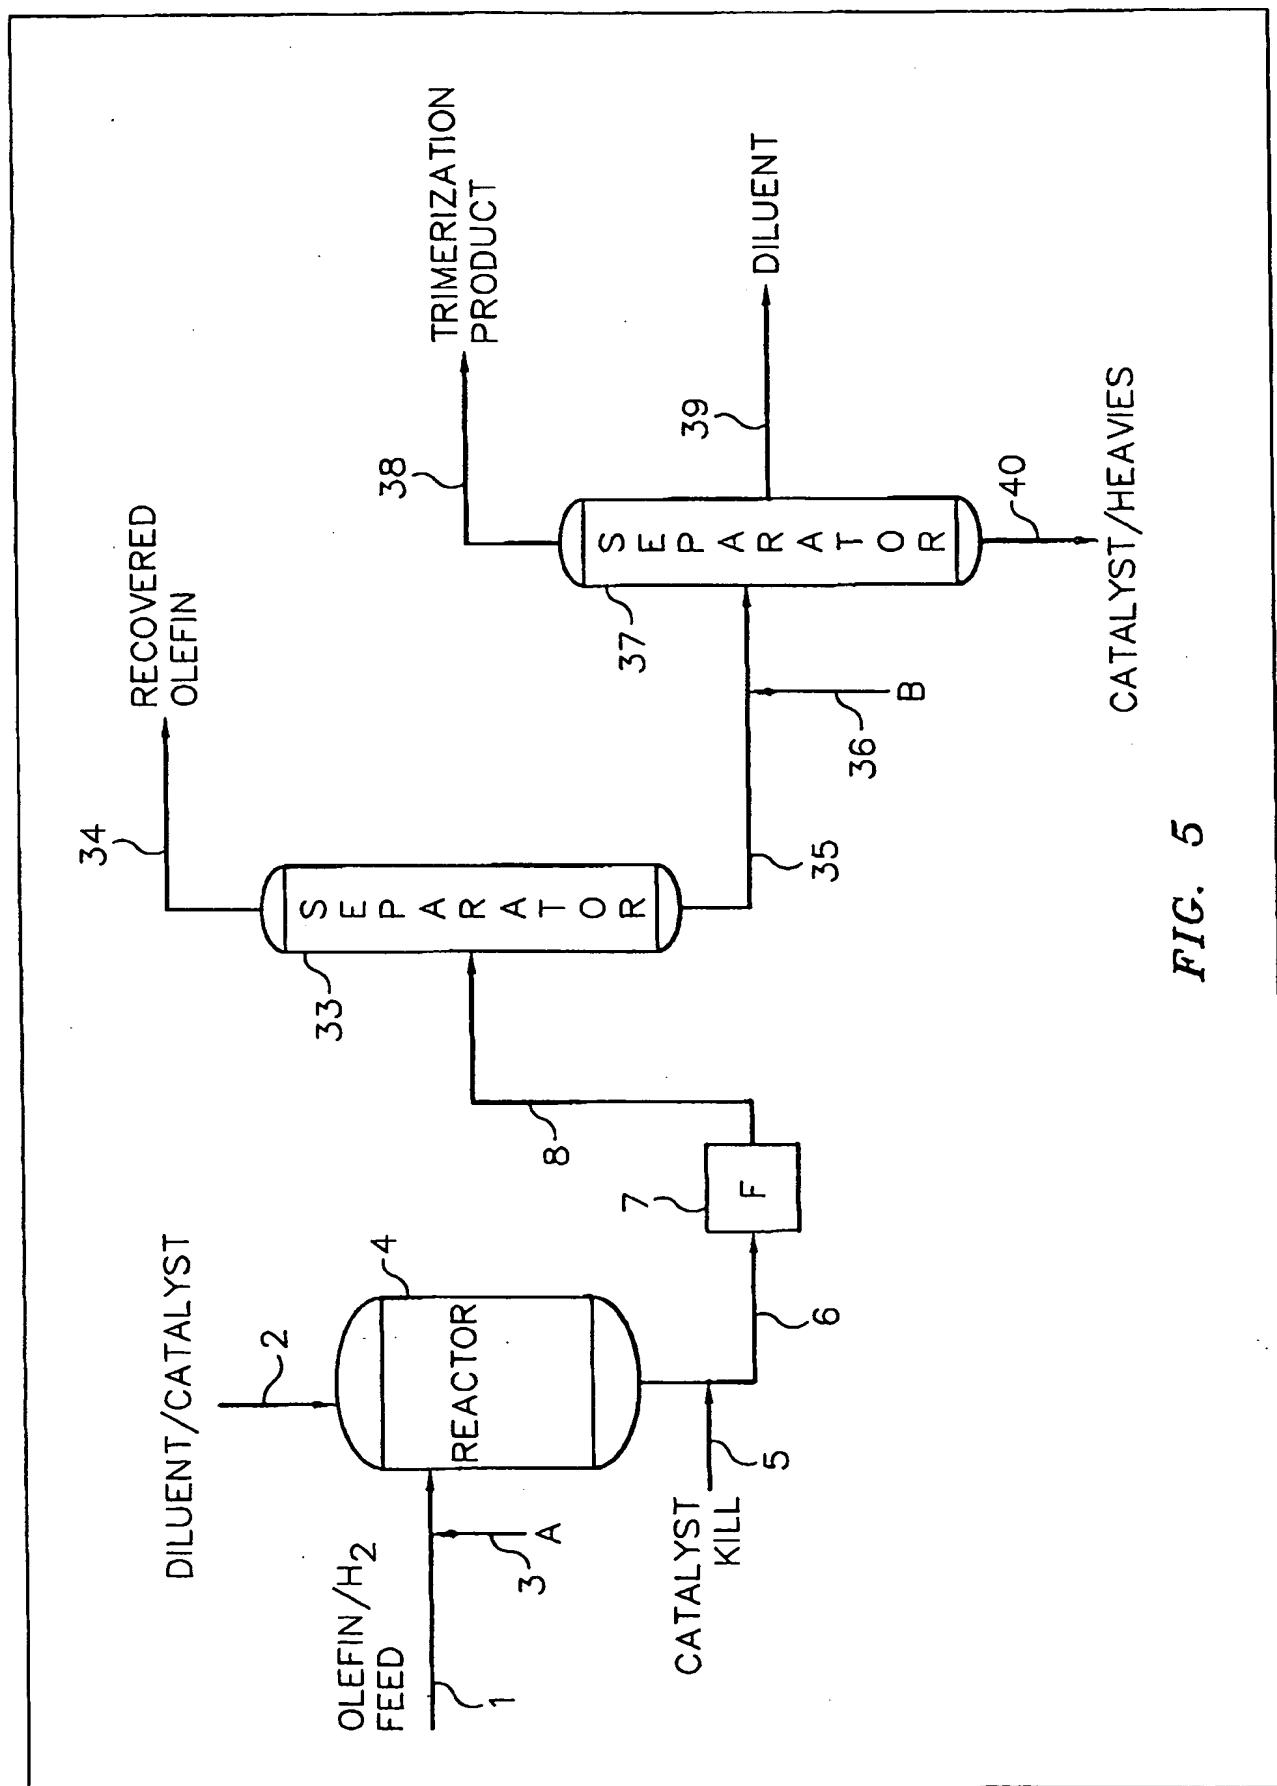 RECOVERED
OLEFIN
34
TRIMERIZATION
PRODUCT
38
DILUENT/CATALYST
2
SEPARATOR
33
4
REACTOR
OLEFIN/H2
FEED
1
3
A
8
SEPARATOR
37
39
DILUENT
7
F
CATALYST
KILL
5
6
35
36
B
40
CATALYST/HEAVIES
FIG. 5